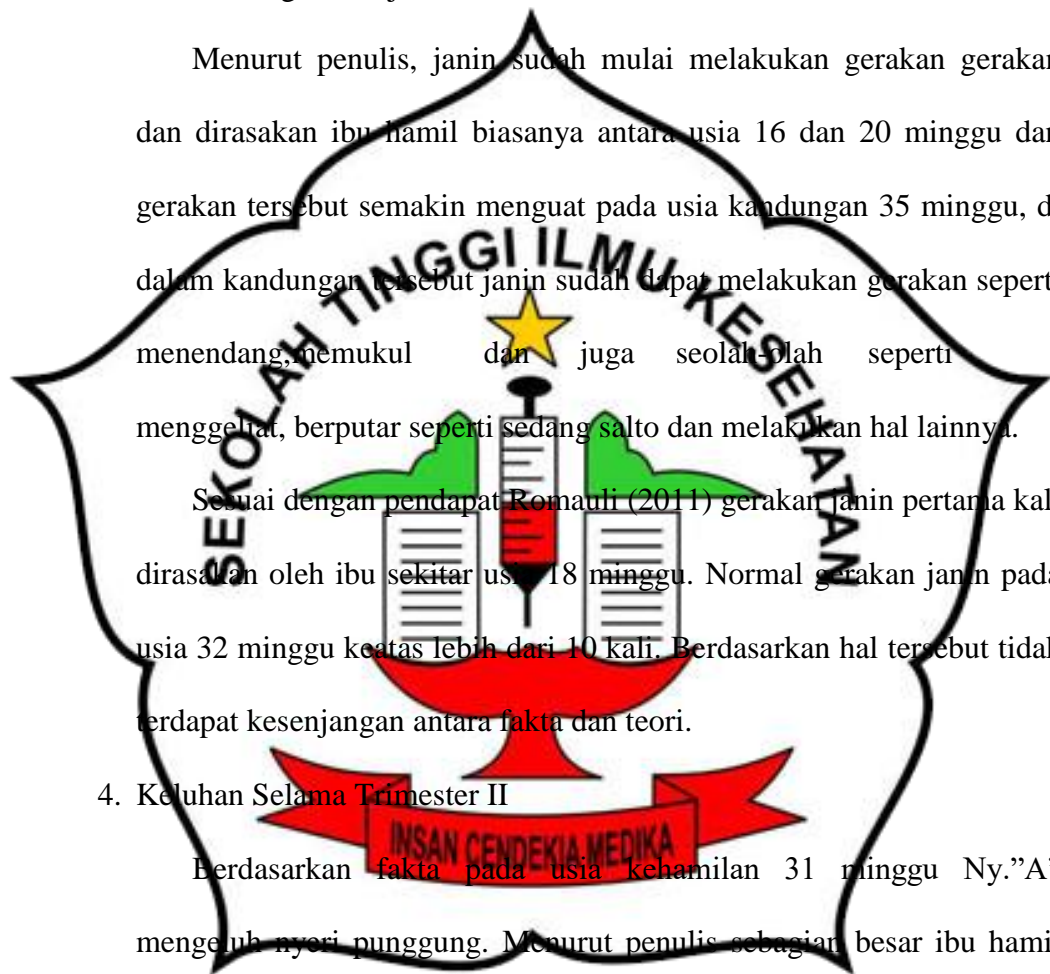 Menurut penulis, janin sudah mulai melakukan gerakan gerakan
dan dirasakan ibu hamil biasanya antara usia 16 dan 20 minggu dan
gerakan tersebut semakin menguat pada usia kandungan 35 minggu, d
dalam kandungan tersebut janin sudah dapat melakukan gerakan sepert
menendang,memukul dan juga seolah-olah seperti
menggeliat, berputar seperti sedang salto dan melakukan hal lainnya.
Sesuai dengan pendapat Romauli (2011) gerakan janin pertama kal
dirasakan oleh ibu sekitar usia 18 minggu. Normal gerakan janin pada
usia 32 minggu keatas lebih dari 10 kali. Berdasarkan hal tersebut tidak
terdapat kesenjangan antara fakta dan teori.
4. Keluhan Selama Trimester II
Berdasarkan fakta pada usia kehamilan 31 minggu Ny.”A”
mengeluh nyeri punggung. Menurut penulis sebagian besar ibu hami
SEKOLAH TINGGI ILMU KESEHATAN
INSAN CENDEKIA MEDIKA